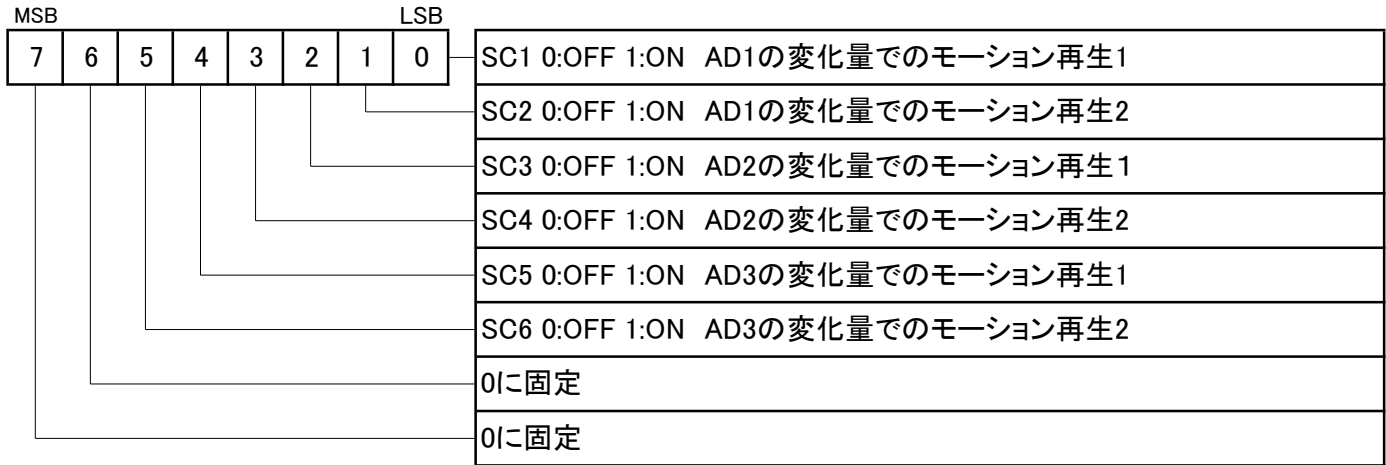 MSB LSB
7 6 5 4 3 2 1 0
SC1 0:OFF 1:ON AD1の変化量でのモーション再生1
SC2 0:OFF 1:ON AD1の変化量でのモーション再生2
SC3 0:OFF 1:ON AD2の変化量でのモーション再生1
SC4 0:OFF 1:ON AD2の変化量でのモーション再生2
SC5 0:OFF 1:ON AD3の変化量でのモーション再生1
SC6 0:OFF 1:ON AD3の変化量でのモーション再生2
0に固定
0に固定